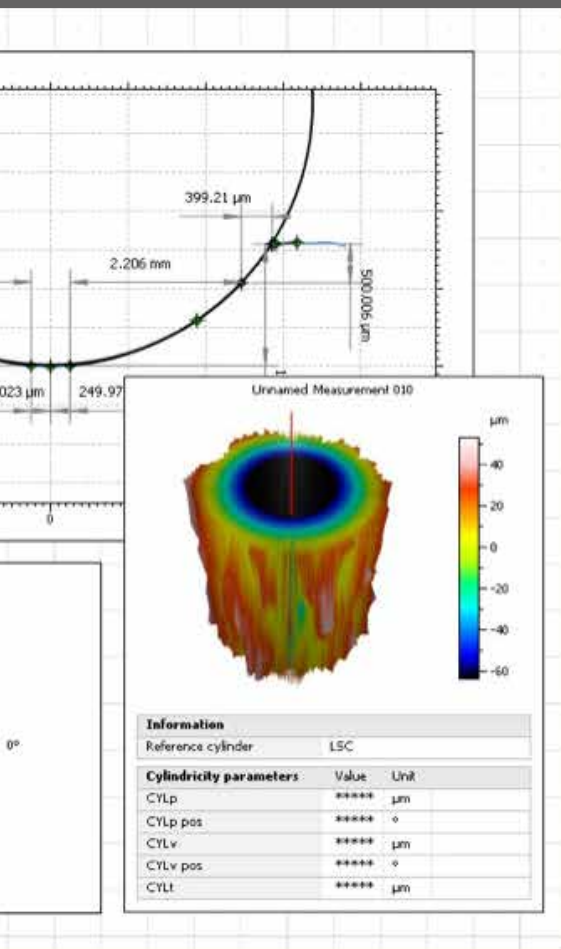 399.21 µm
2.206 mm
500.006 µm
023 µm
249.97
0
Unnamed Measurement 010
µm
40
20
0
-20
-40
-60
0°
Information
Reference cylinder LSC
Cylindricity parameters Value Unit
CYLp ***** µm
CYLp pos ***** °
CYLv ***** µm
CYLv pos ***** °
CYLt ***** µm